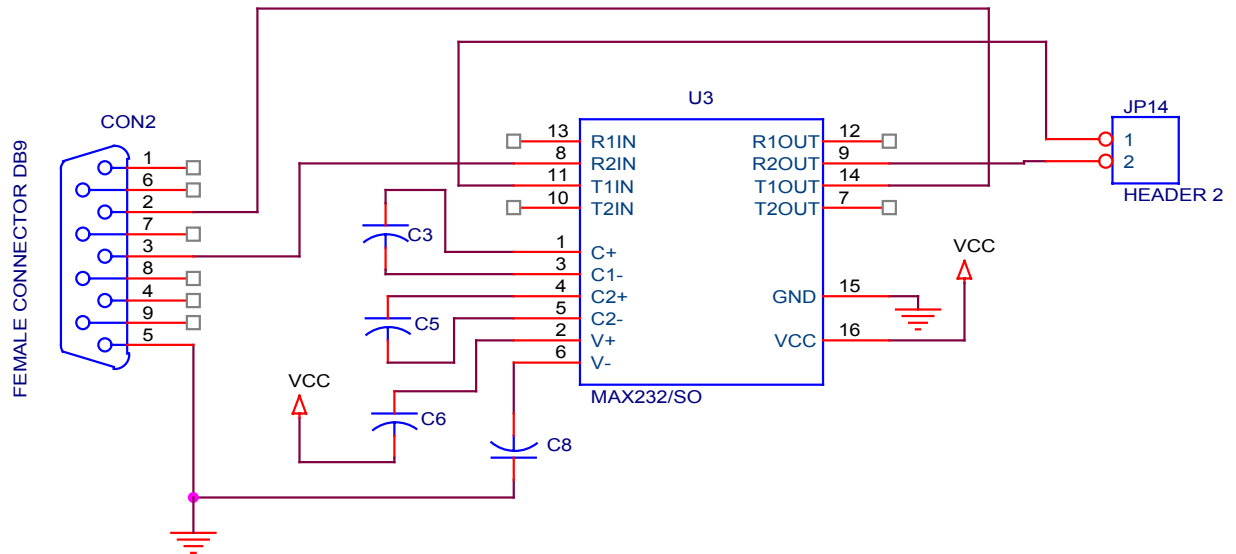 FEMALE CONNECTOR DB9
CON2
1
6
2
7
3
8
4
9
5
U3
13 R1IN R1OUT 12
8 R2IN R2OUT 9
11 T1IN T1OUT 14
10 T2IN T2OUT 7
1 C+
3 C1-
4 C2+ GND 15
5 C2-
2 V+ VCC 16
6 V-
MAX232/SO
JP14
1
2
HEADER 2
C3
C5
C6
C8
VCC
VCC